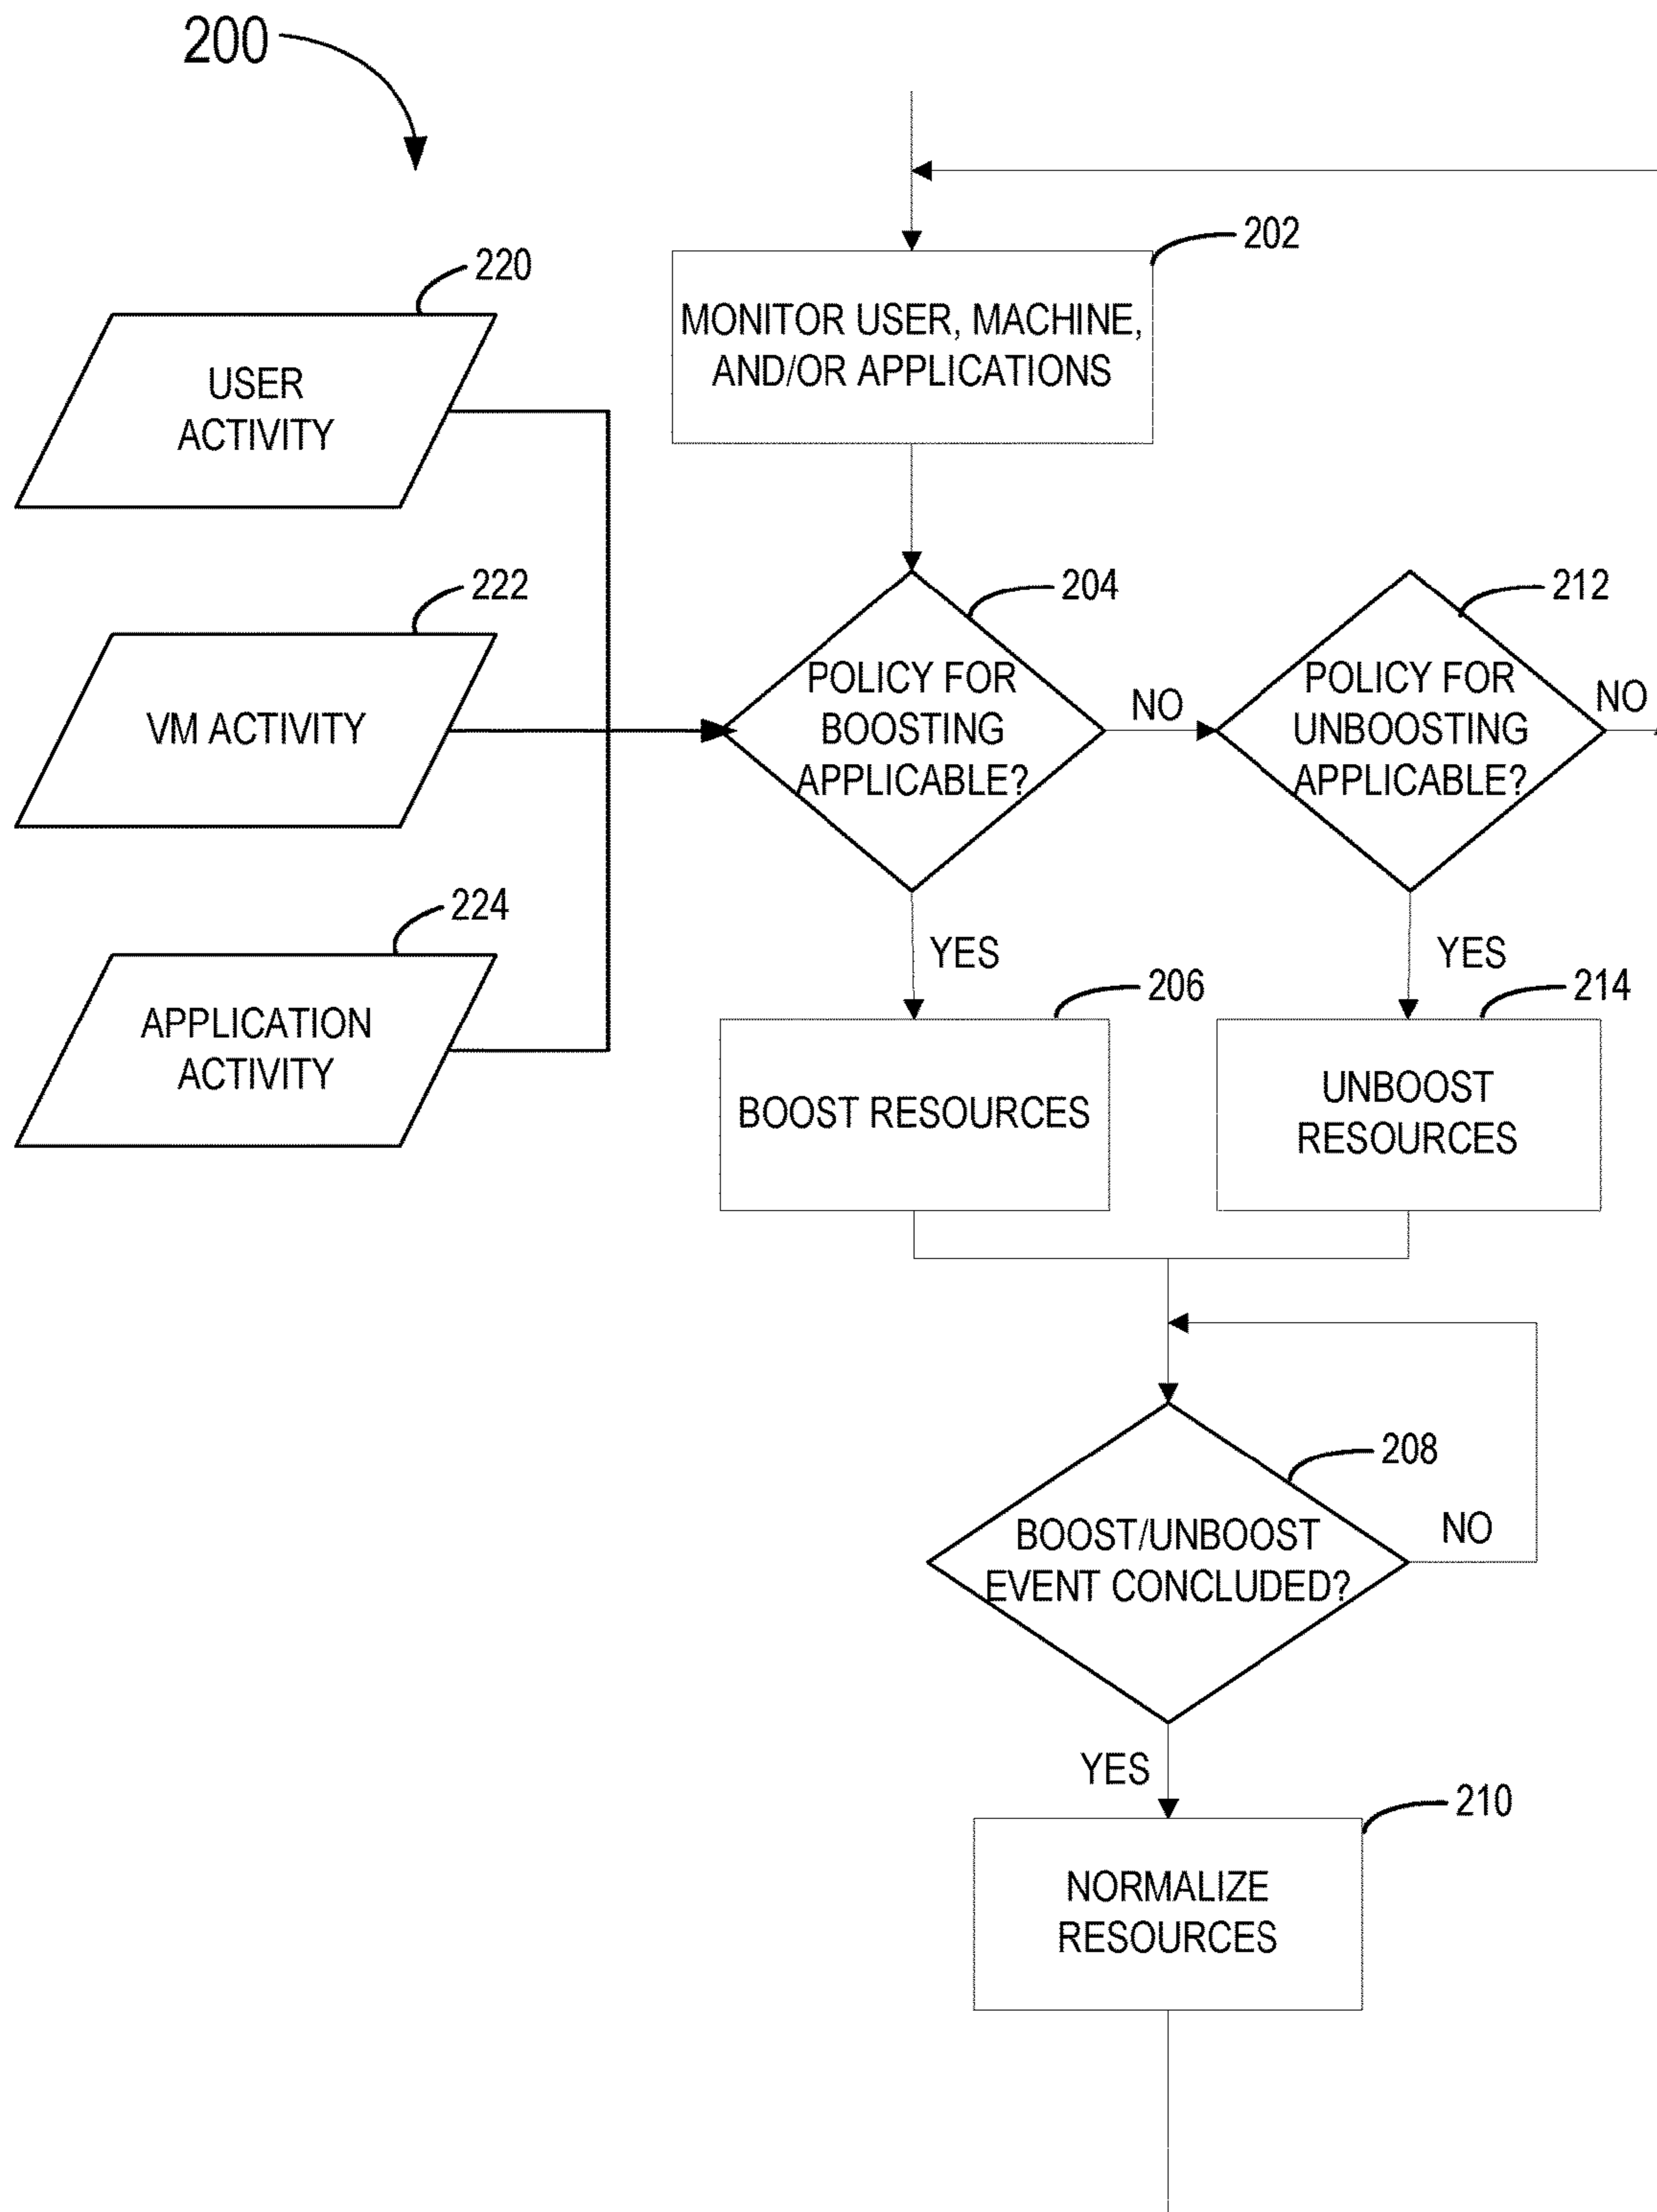 200
202
MONITOR USER, MACHINE,
AND/OR APPLICATIONS
220
USER
ACTIVITY
222
VM ACTIVITY
224
APPLICATION
ACTIVITY
204
POLICY FOR
BOOSTING
APPLICABLE?
NO
212
POLICY FOR
UNBOOSTING
APPLICABLE?
NO
YES
YES
206
BOOST RESOURCES
214
UNBOOST
RESOURCES
208
BOOST/UNBOOST
EVENT CONCLUDED?
NO
YES
210
NORMALIZE
RESOURCES